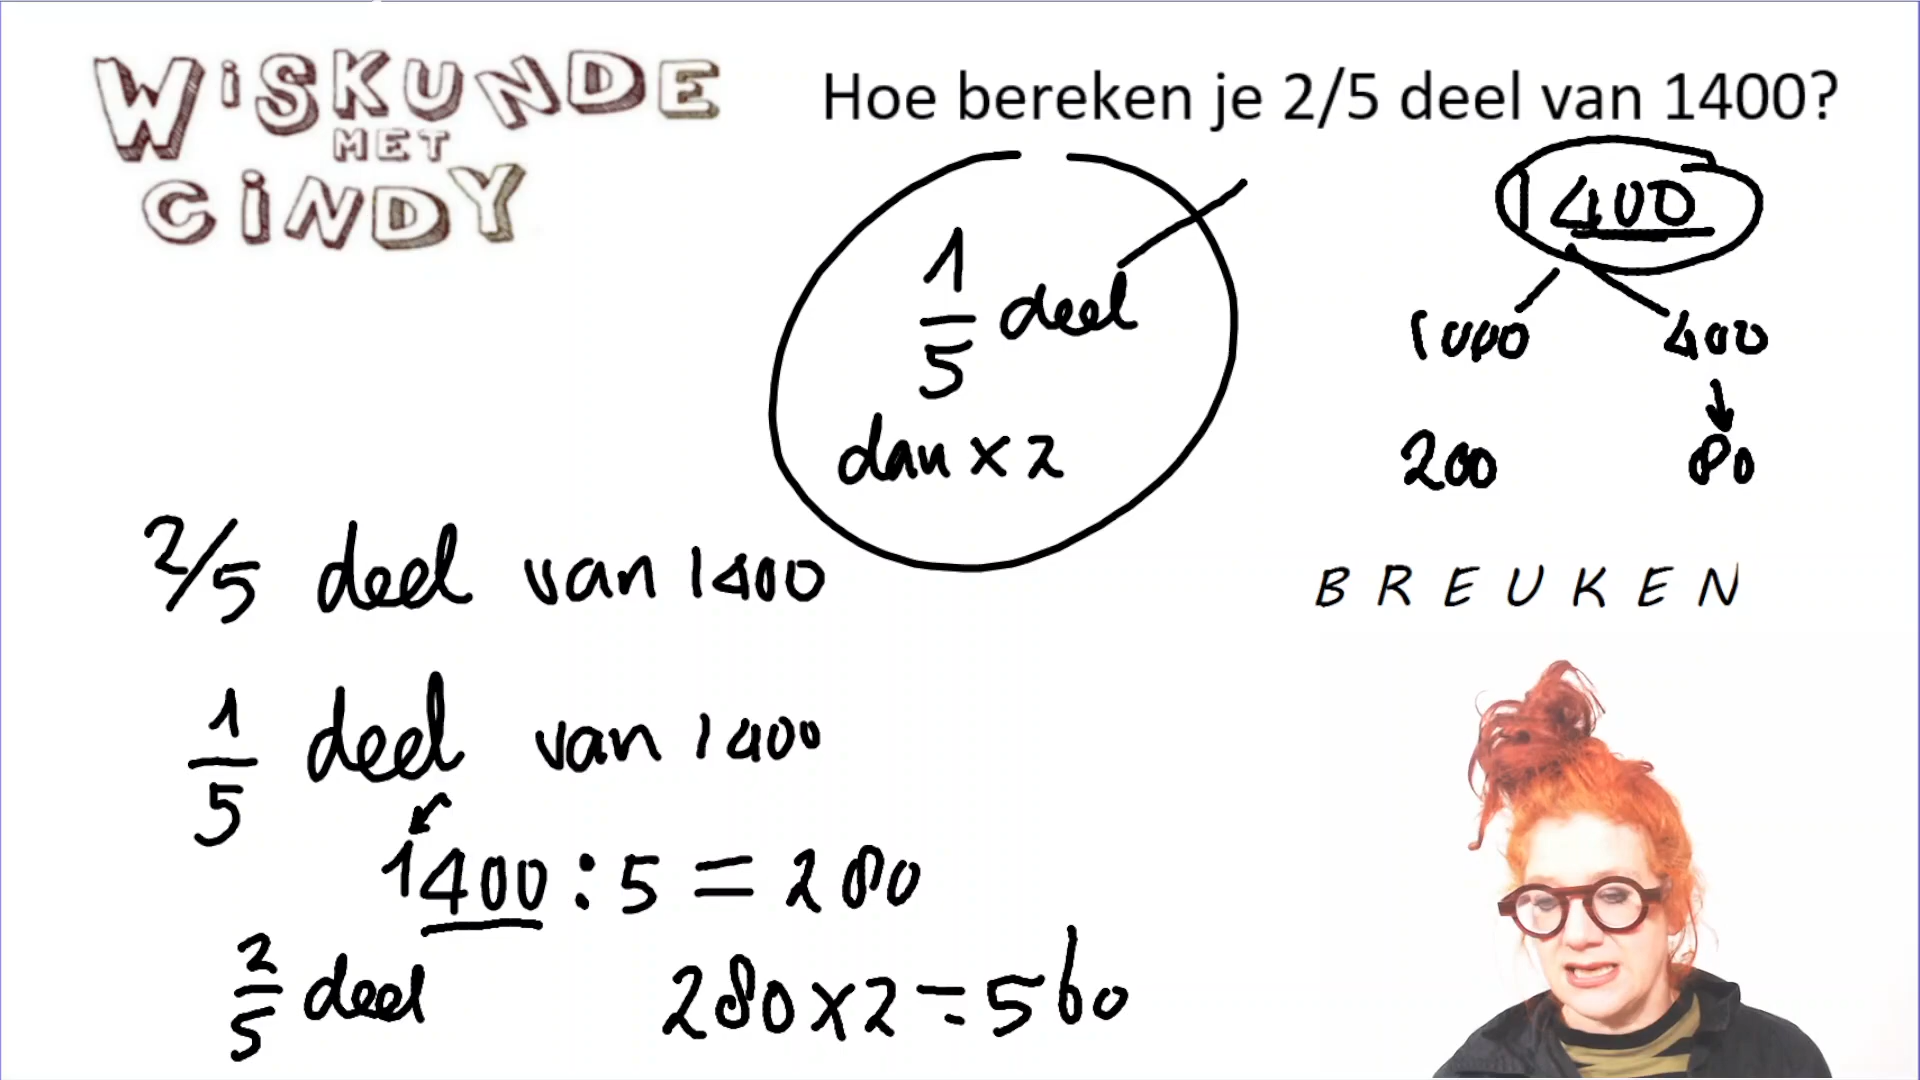 WiSKUNDE
MET
CiNDY
Hoe bereken je 2/5 deel van 1400?
1400
1000 400
200 80
1/5 deel
dan x 2
BREUKEN
2/5 deel van 1400
1/5 deel van 1400
1400 : 5 = 280
2/5 deel 280 x 2 = 560